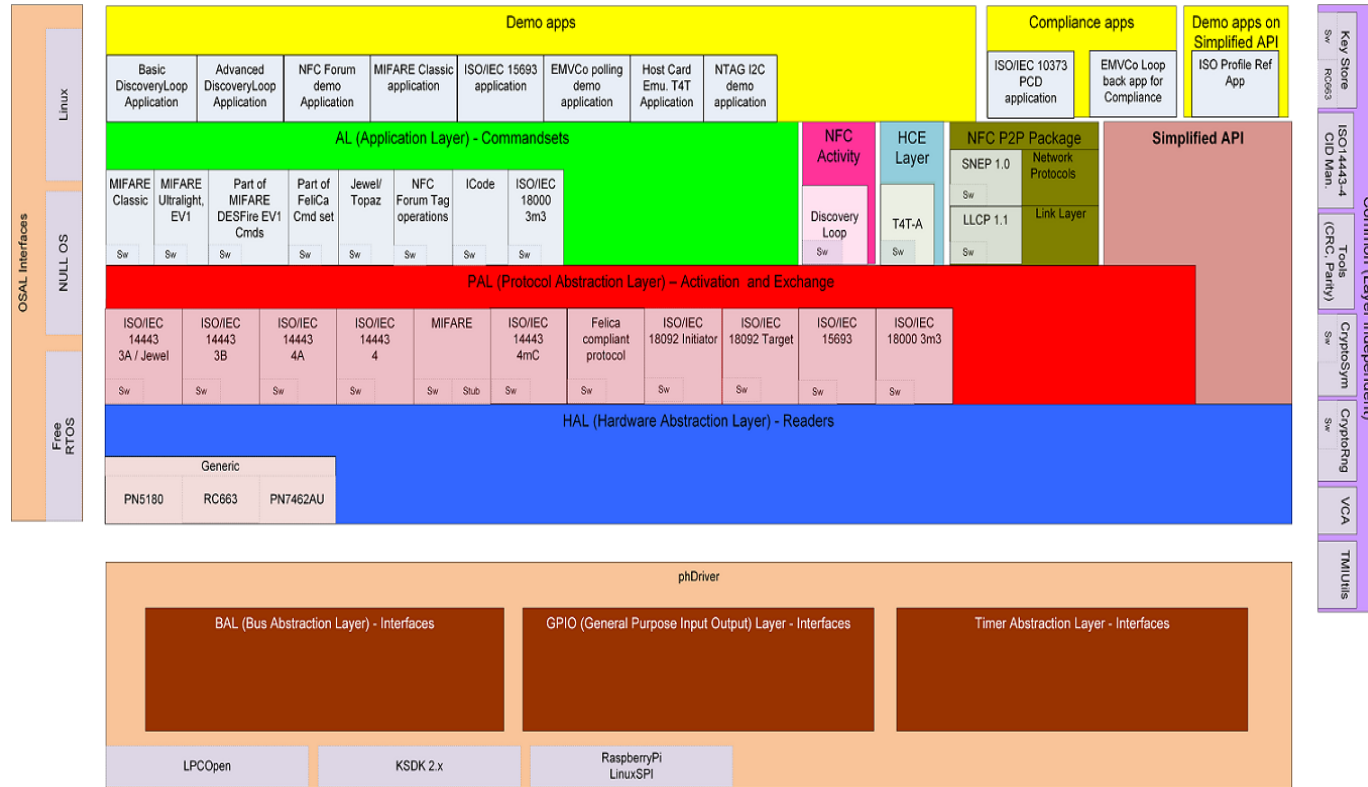 OSAL Interfaces
Linux
NULL OS
Free
RTOS
Demo apps
Basic
DiscoveryLoop
Application
Advanced
DiscoveryLoop
Application
NFC Forum
demo
Application
MIFARE Classic
application
ISO/IEC 15693
application
EMVCo polling
demo
application
Host Card
Emu. T4T
Application
NTAG I2C
demo
application
Compliance apps
ISO/IEC 10373
PCD
application
EMVCo Loop
back app for
Compliance
Demo apps on
Simplified API
ISO Profile Ref
App
AL (Application Layer) - Commandsets
MIFARE
Classic
Sw
MIFARE
Ultralight,
EV1
Sw
Part of
MIFARE
DESFire EV1
Cmds
Sw
Part of
FeliCa
Cmd set
Sw
Jewel/
Topaz
Sw
NFC
Forum Tag
operations
Sw
ICode
Sw
ISO/IEC
18000
3m3
Sw
NFC
Activity
Discovery
Loop
Sw
HCE
Layer
T4T-A
Sw
NFC P2P Package
SNEP 1.0
Sw
Network
Protocols
LLCP 1.1
Sw
Link Layer
Simplified API
PAL (Protocol Abstraction Layer) – Activation and Exchange
ISO/IEC
14443
3A / Jewel
Sw
ISO/IEC
14443
3B
Sw
ISO/IEC
14443
4A
Sw
ISO/IEC
14443
4
Sw
MIFARE
Sw
Stub
ISO/IEC
14443
4mC
Sw
Felica
compliant
protocol
Sw
ISO/IEC
18092 Initiator
Sw
ISO/IEC
18092 Target
Sw
ISO/IEC
15693
Sw
ISO/IEC
18000 3m3
Sw
HAL (Hardware Abstraction Layer) - Readers
Generic
PN5180
RC663
PN7462AU
phDriver
BAL (Bus Abstraction Layer) - Interfaces
GPIO (General Purpose Input Output) Layer - Interfaces
Timer Abstraction Layer - Interfaces
LPCOpen
KSDK 2.x
RaspberryPi
LinuxSPI
Key Store
Sw
RC663
ISO14443-4
CID Man.
Tools
(CRC, Parity)
CryptoSym
Sw
CryptoRng
Sw
VCA
TMIUtils